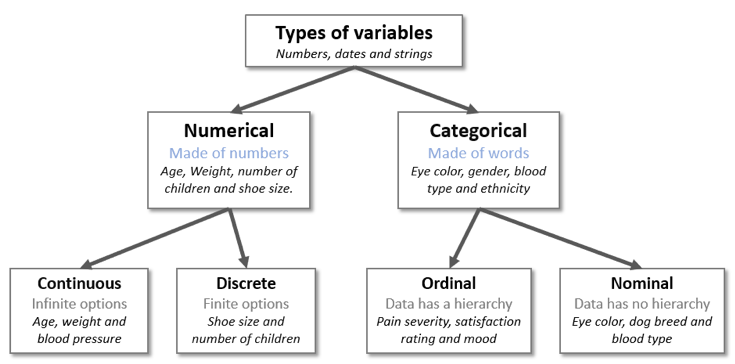 Types of variables
Numbers, dates and strings
Numerical
Made of numbers
Age, Weight, number of
children and shoe size.
Categorical
Made of words
Eye color, gender, blood
type and ethnicity
Continuous
Infinite options
Age, weight and
blood pressure
Discrete
Finite options
Shoe size and
number of children
Ordinal
Data has a hierarchy
Pain severity, satisfaction
rating and mood
Nominal
Data has no hierarchy
Eye color, dog breed and
blood type